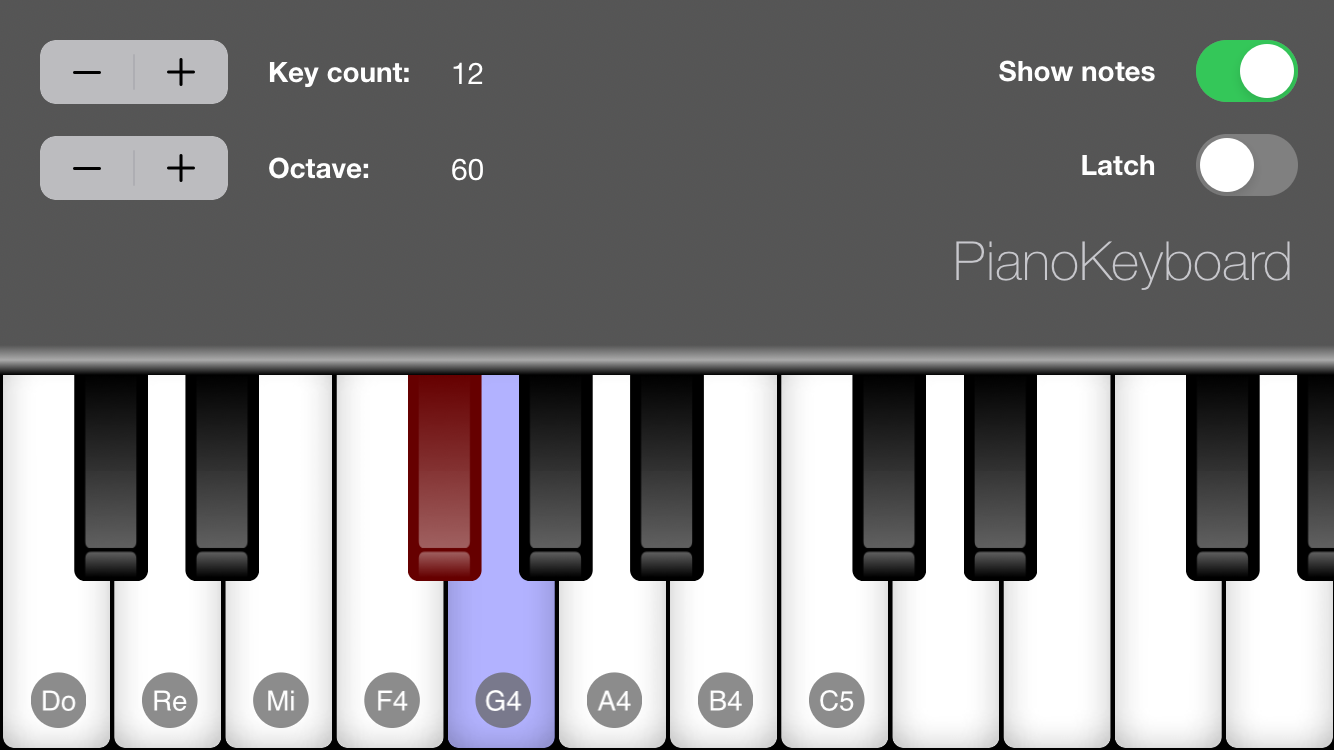 − + Key count: 12
Show notes
− + Octave: 60
Latch
PianoKeyboard
Do Re Mi F4 G4 A4 B4 C5